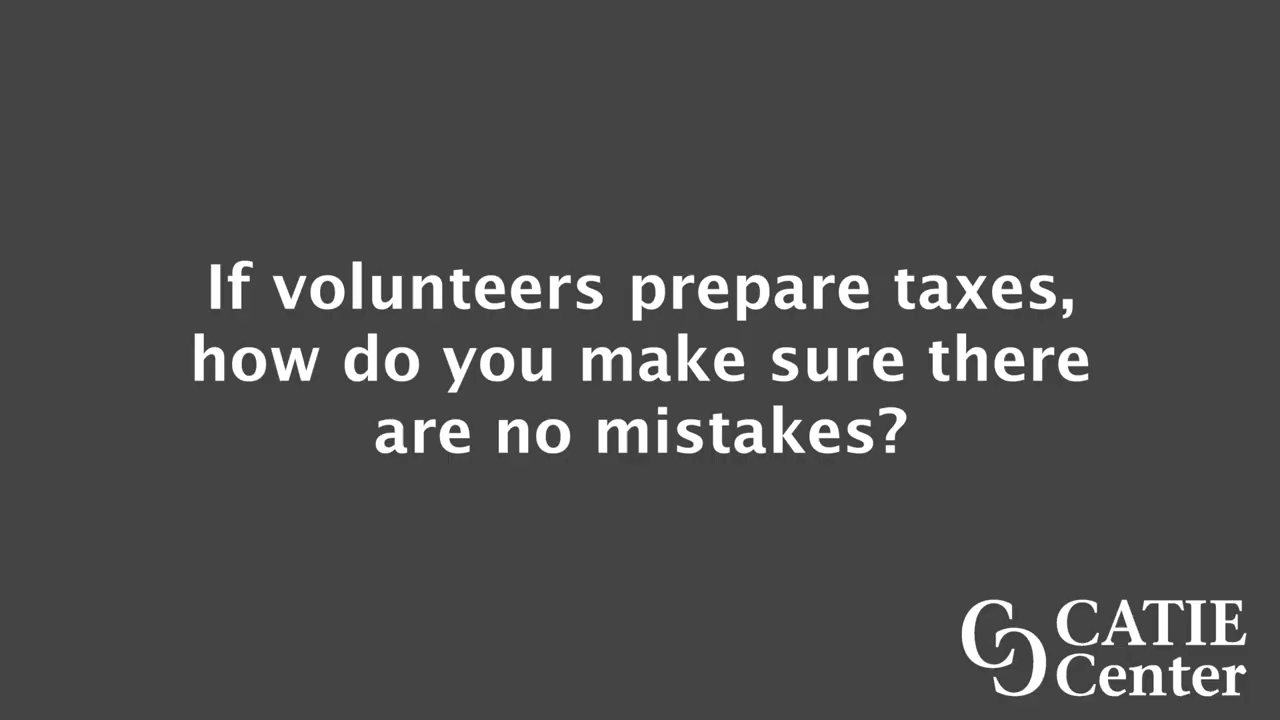 If volunteers prepare taxes,
how do you make sure there
are no mistakes?
CATIE
Center